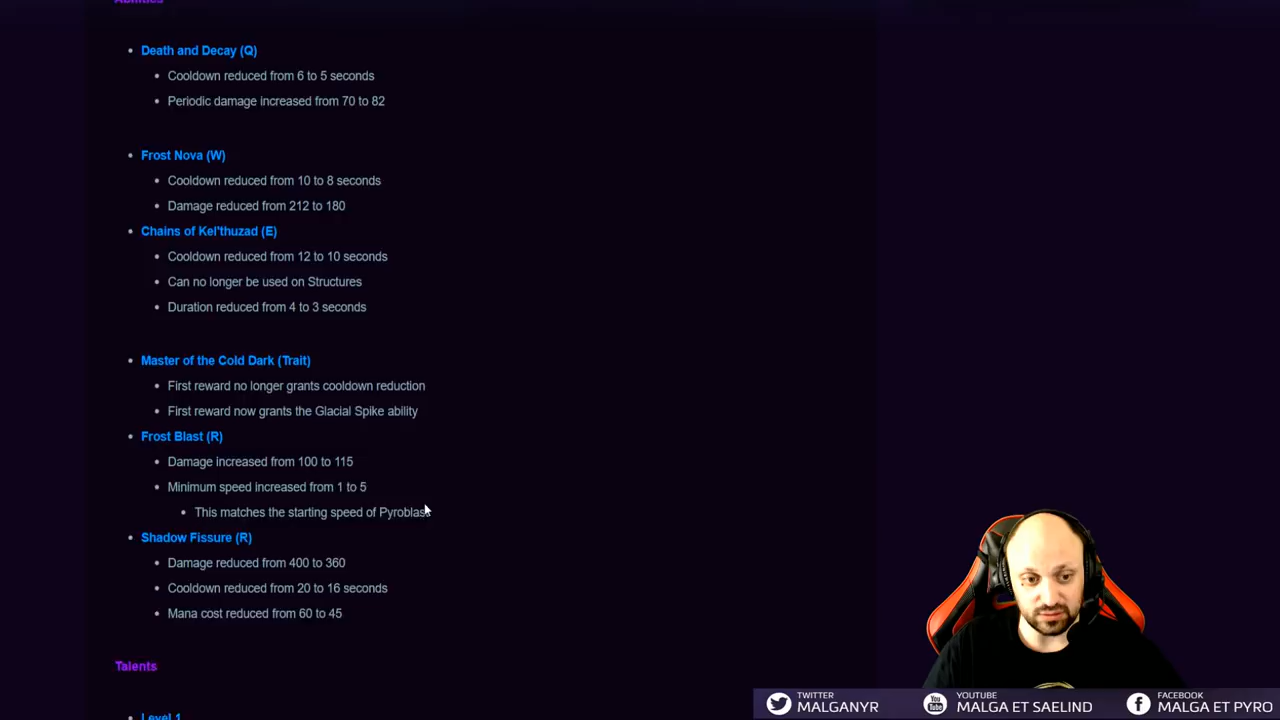 Abilities
Death and Decay (Q)
Cooldown reduced from 6 to 5 seconds
Periodic damage increased from 70 to 82
Frost Nova (W)
Cooldown reduced from 10 to 8 seconds
Damage reduced from 212 to 180
Chains of Kel'thuzad (E)
Cooldown reduced from 12 to 10 seconds
Can no longer be used on Structures
Duration reduced from 4 to 3 seconds
Master of the Cold Dark (Trait)
First reward no longer grants cooldown reduction
First reward now grants the Glacial Spike ability
Frost Blast (R)
Damage increased from 100 to 115
Minimum speed increased from 1 to 5
This matches the starting speed of Pyroblast
Shadow Fissure (R)
Damage reduced from 400 to 360
Cooldown reduced from 20 to 16 seconds
Mana cost reduced from 60 to 45
Talents
Level 1
TWITTER
MALGANYR
YOUTUBE
MALGA ET SAELIND
FACEBOOK
MALGA ET PYRO